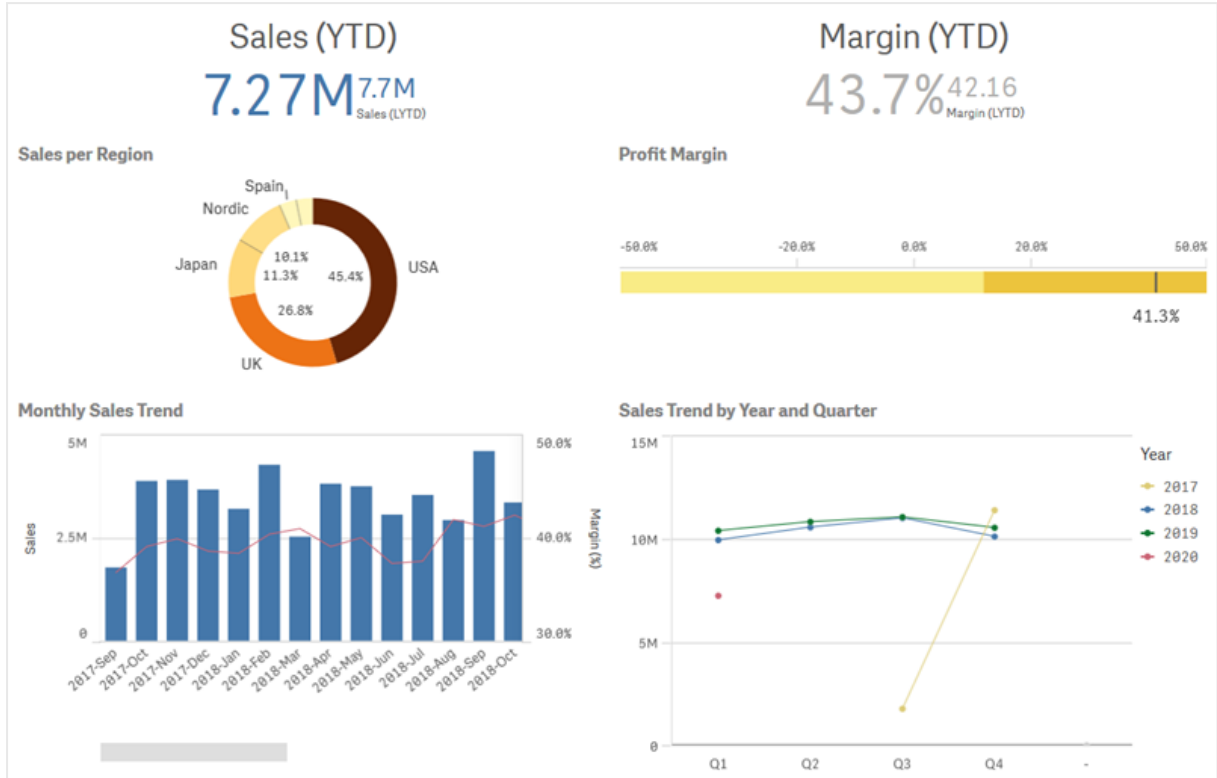 Sales (YTD)
7.27M 7.7M
Sales (LYTD)
Margin (YTD)
43.7% 42.16
Margin (LYTD)
Sales per Region
Spain
Nordic
Japan
USA
UK
10.1%
11.3%
45.4%
26.8%
Profit Margin
-50.0% -20.0% 0.0% 20.0% 50.0%
41.3%
Monthly Sales Trend
Sales
5M
2.5M
0
50.0%
40.0%
30.0%
Margin (%)
2017-Sep
2017-Oct
2017-Nov
2017-Dec
2018-Jan
2018-Feb
2018-Mar
2018-Apr
2018-May
2018-Jun
2018-Jul
2018-Aug
2018-Sep
2018-Oct
Sales Trend by Year and Quarter
15M
10M
5M
0
Q1 Q2 Q3 Q4 -
Year
2017
2018
2019
2020